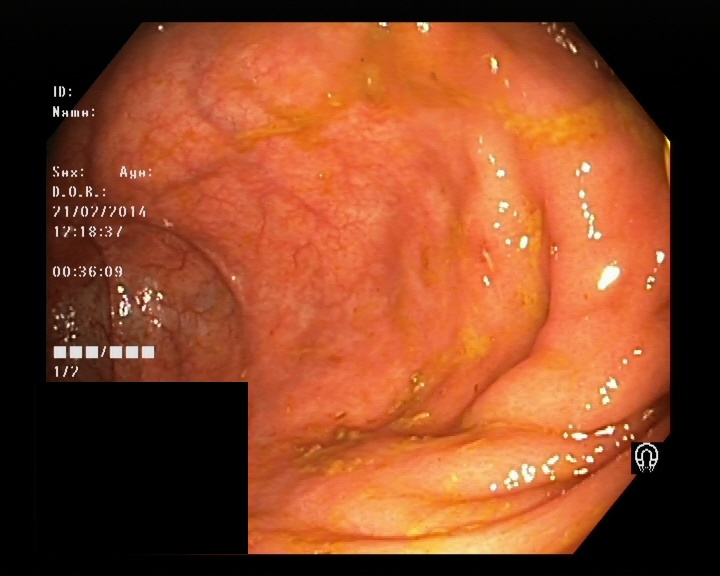 ID:
Name:
Sex: Age:
D.O.B.:
21/02/2014
12:18:37
00:36:09
■■■/■■■
1/2